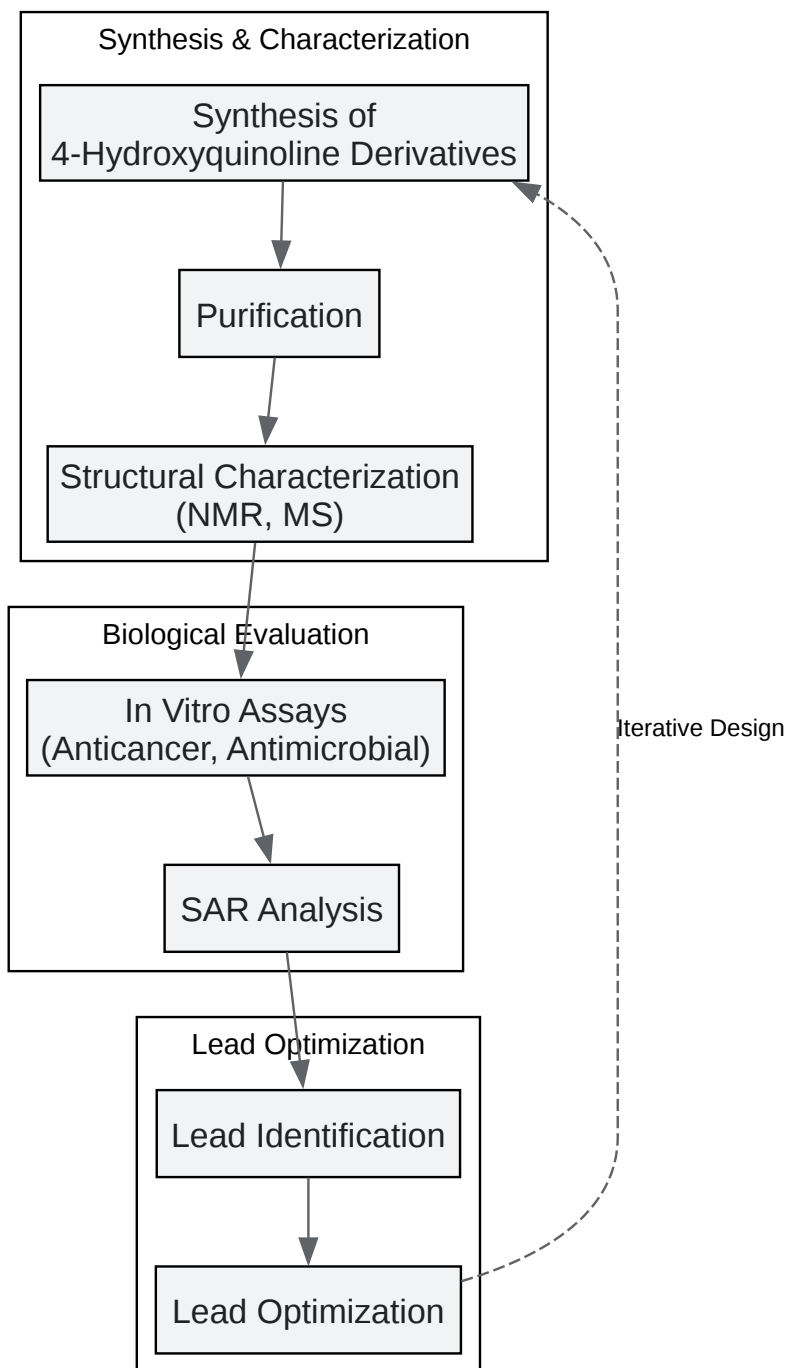 Synthesis & Characterization
Synthesis of
4-Hydroxyquinoline Derivatives
Purification
Structural Characterization
(NMR, MS)
Biological Evaluation
In Vitro Assays
(Anticancer, Antimicrobial)
Iterative Design
SAR Analysis
Lead Optimization
Lead Identification
Lead Optimization